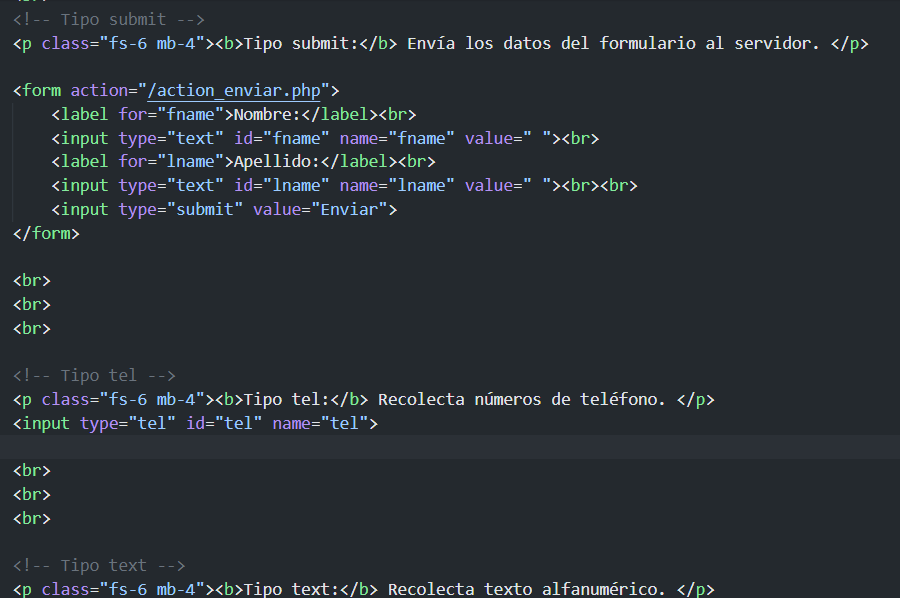 <!-- Tipo submit -->
<p class="fs-6 mb-4"><b>Tipo submit:</b> Envía los datos del formulario al servidor. </p>
<form action="/action_enviar.php">
<label for="fname">Nombre:</label><br>
<input type="text" id="fname" name="fname" value=" "><br>
<label for="lname">Apellido:</label><br>
<input type="text" id="lname" name="lname" value=" "><br><br>
<input type="submit" value="Enviar">
</form>
<br>
<br>
<br>
<!-- Tipo tel -->
<p class="fs-6 mb-4"><b>Tipo tel:</b> Recolecta números de teléfono. </p>
<input type="tel" id="tel" name="tel">
<br>
<br>
<br>
<!-- Tipo text -->
<p class="fs-6 mb-4"><b>Tipo text:</b> Recolecta texto alfanumérico. </p>